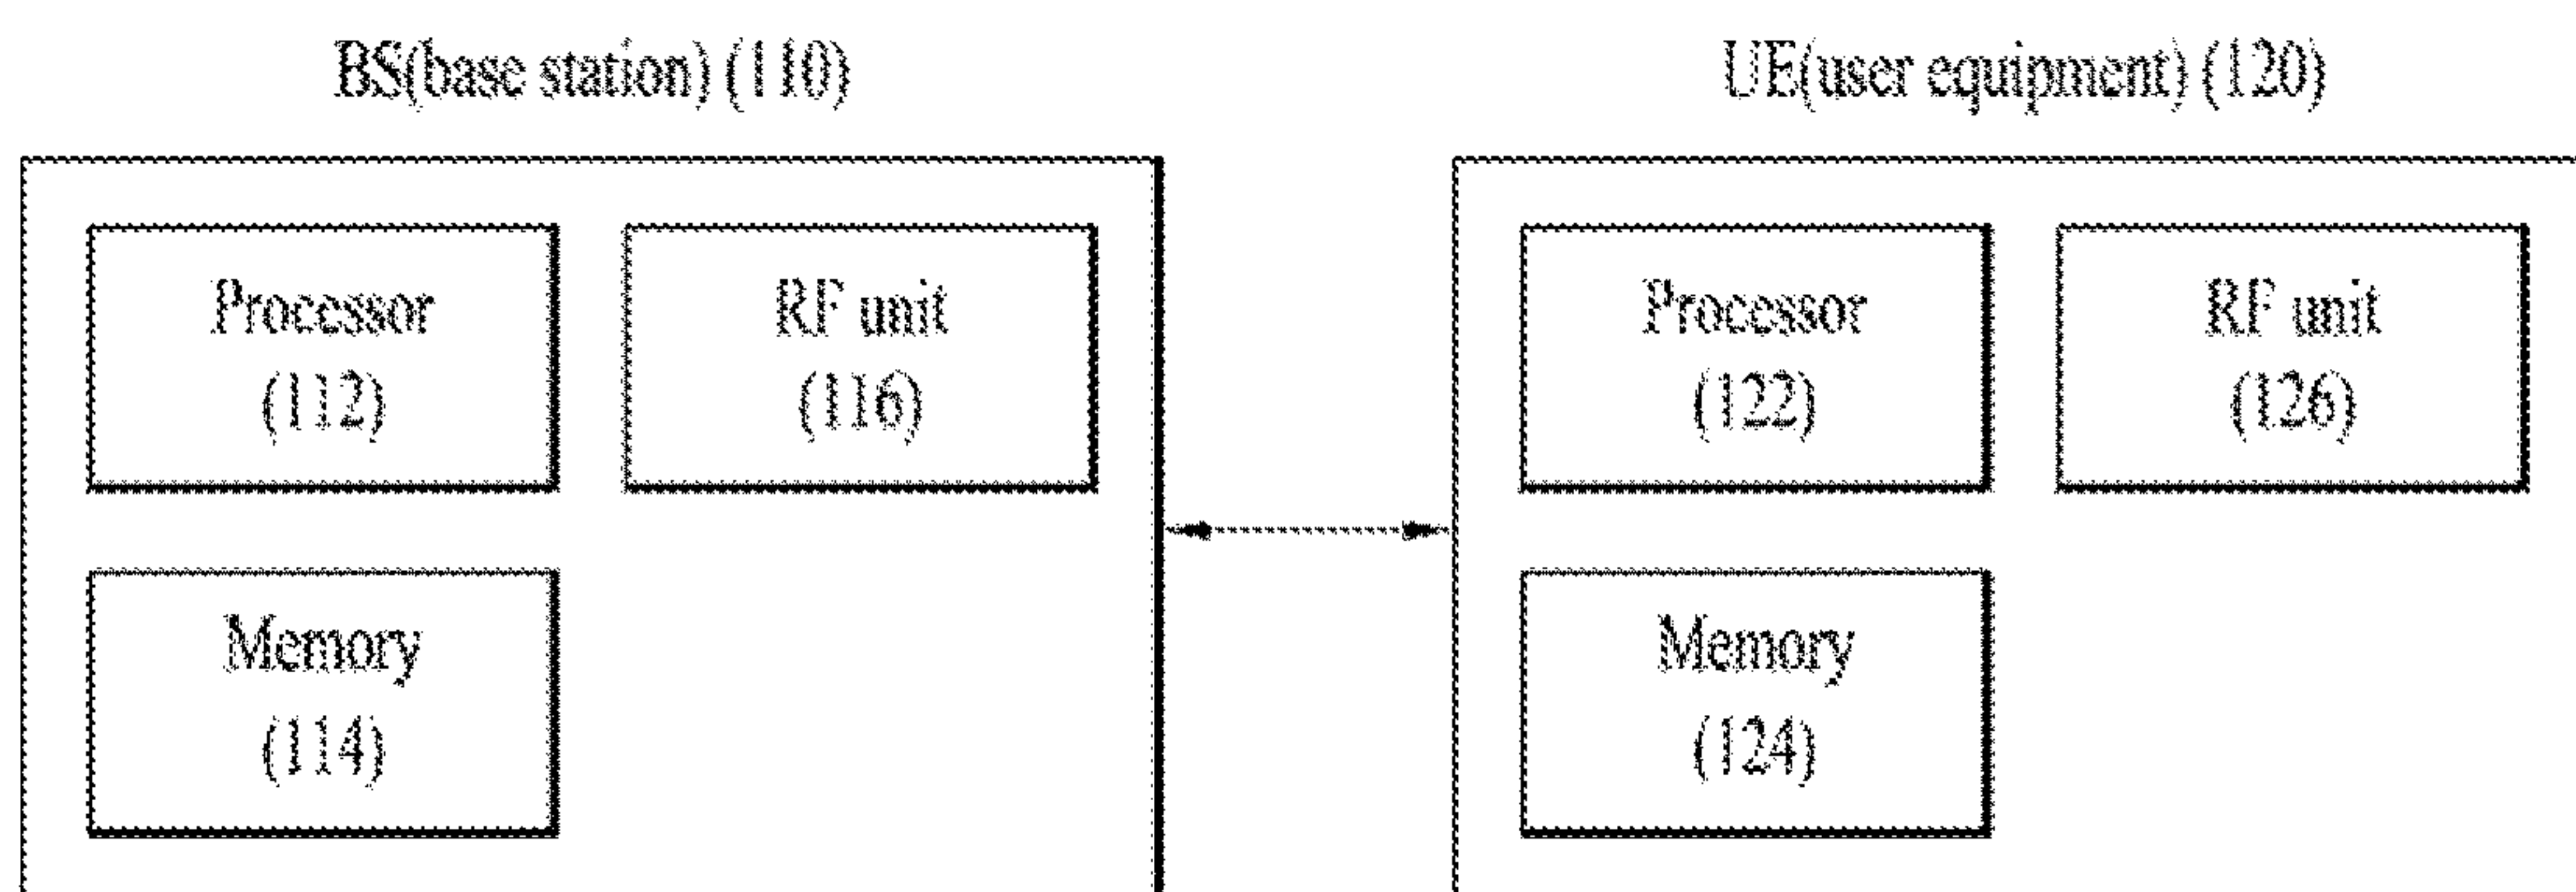 BS(base station) (110)
UE(user equipment) (120)
Processor
(112)
RF unit
(116)
Processor
(122)
RF unit
(126)
Memory
(114)
Memory
(124)